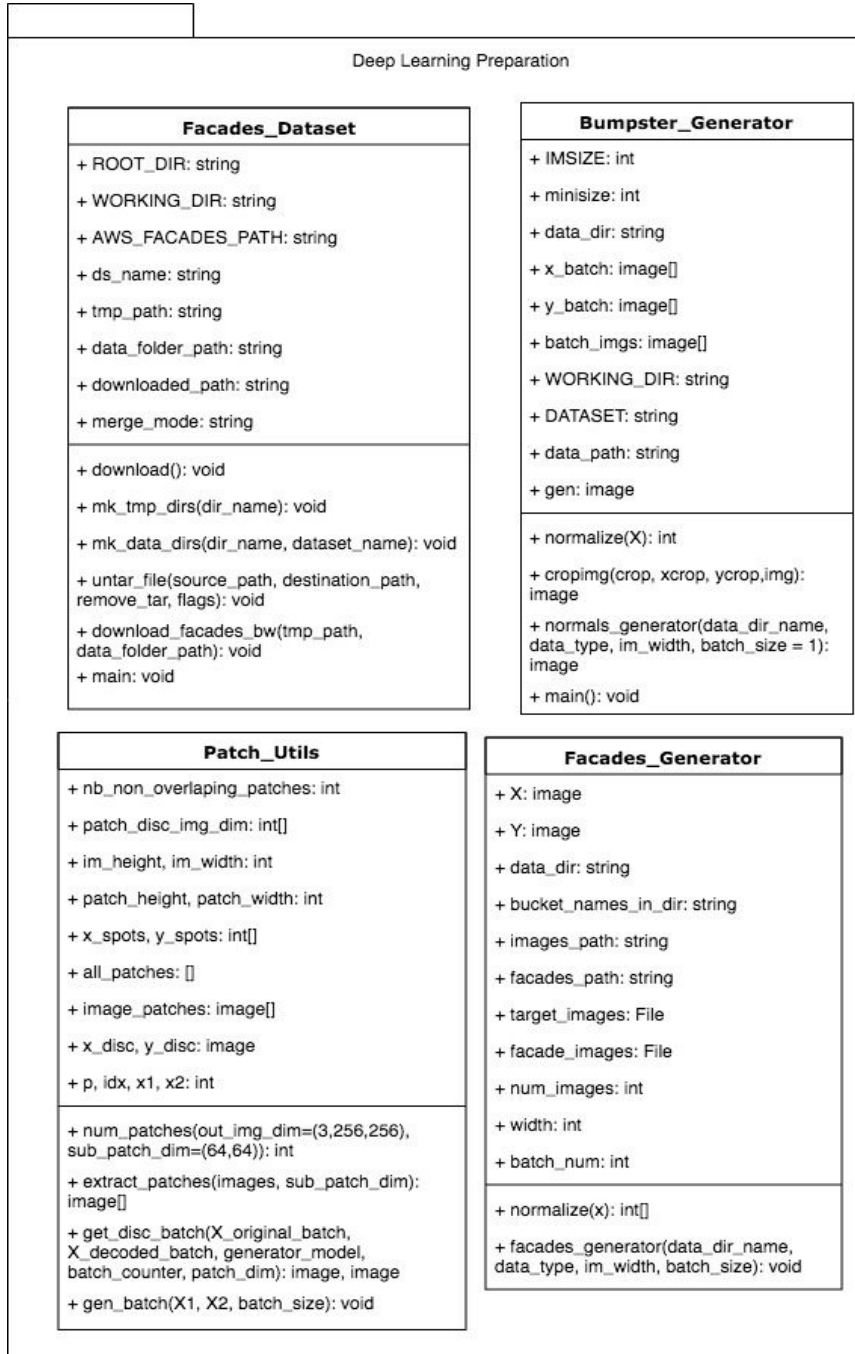 Deep Learning Preparation
Facades_Dataset
+ ROOT_DIR: string
+ WORKING_DIR: string
+ AWS_FACADES_PATH: string
+ ds_name: string
+ tmp_path: string
+ data_folder_path: string
+ downloaded_path: string
+ merge_mode: string
+ download(): void
+ mk_tmp_dirs(dir_name): void
+ mk_data_dirs(dir_name, dataset_name): void
+ untar_file(source_path, destination_path,
remove_tar, flags): void
+ download_facades_bw(tmp_path,
data_folder_path): void
+ main: void
Bumpster_Generator
+ IMSIZE: int
+ minisize: int
+ data_dir: string
+ x_batch: image[]
+ y_batch: image[]
+ batch_imgs: image[]
+ WORKING_DIR: string
+ DATASET: string
+ data_path: string
+ gen: image
+ normalize(X): int
+ cropimg(crop, xcrop, ycrop,img):
image
+ normals_generator(data_dir_name,
data_type, im_width, batch_size = 1):
image
+ main(): void
Patch_Utils
+ nb_non_overlaping_patches: int
+ patch_disc_img_dim: int[]
+ im_height, im_width: int
+ patch_height, patch_width: int
+ x_spots, y_spots: int[]
+ all_patches: []
+ image_patches: image[]
+ x_disc, y_disc: image
+ p, idx, x1, x2: int
+ num_patches(out_img_dim=(3,256,256),
sub_patch_dim=(64,64)): int
+ extract_patches(images, sub_patch_dim):
image[]
+ get_disc_batch(X_original_batch,
X_decoded_batch, generator_model,
batch_counter, patch_dim): image, image
+ gen_batch(X1, X2, batch_size): void
Facades_Generator
+ X: image
+ Y: image
+ data_dir: string
+ bucket_names_in_dir: string
+ images_path: string
+ facades_path: string
+ target_images: File
+ facade_images: File
+ num_images: int
+ width: int
+ batch_num: int
+ normalize(x): int[]
+ facades_generator(data_dir_name,
data_type, im_width, batch_size): void